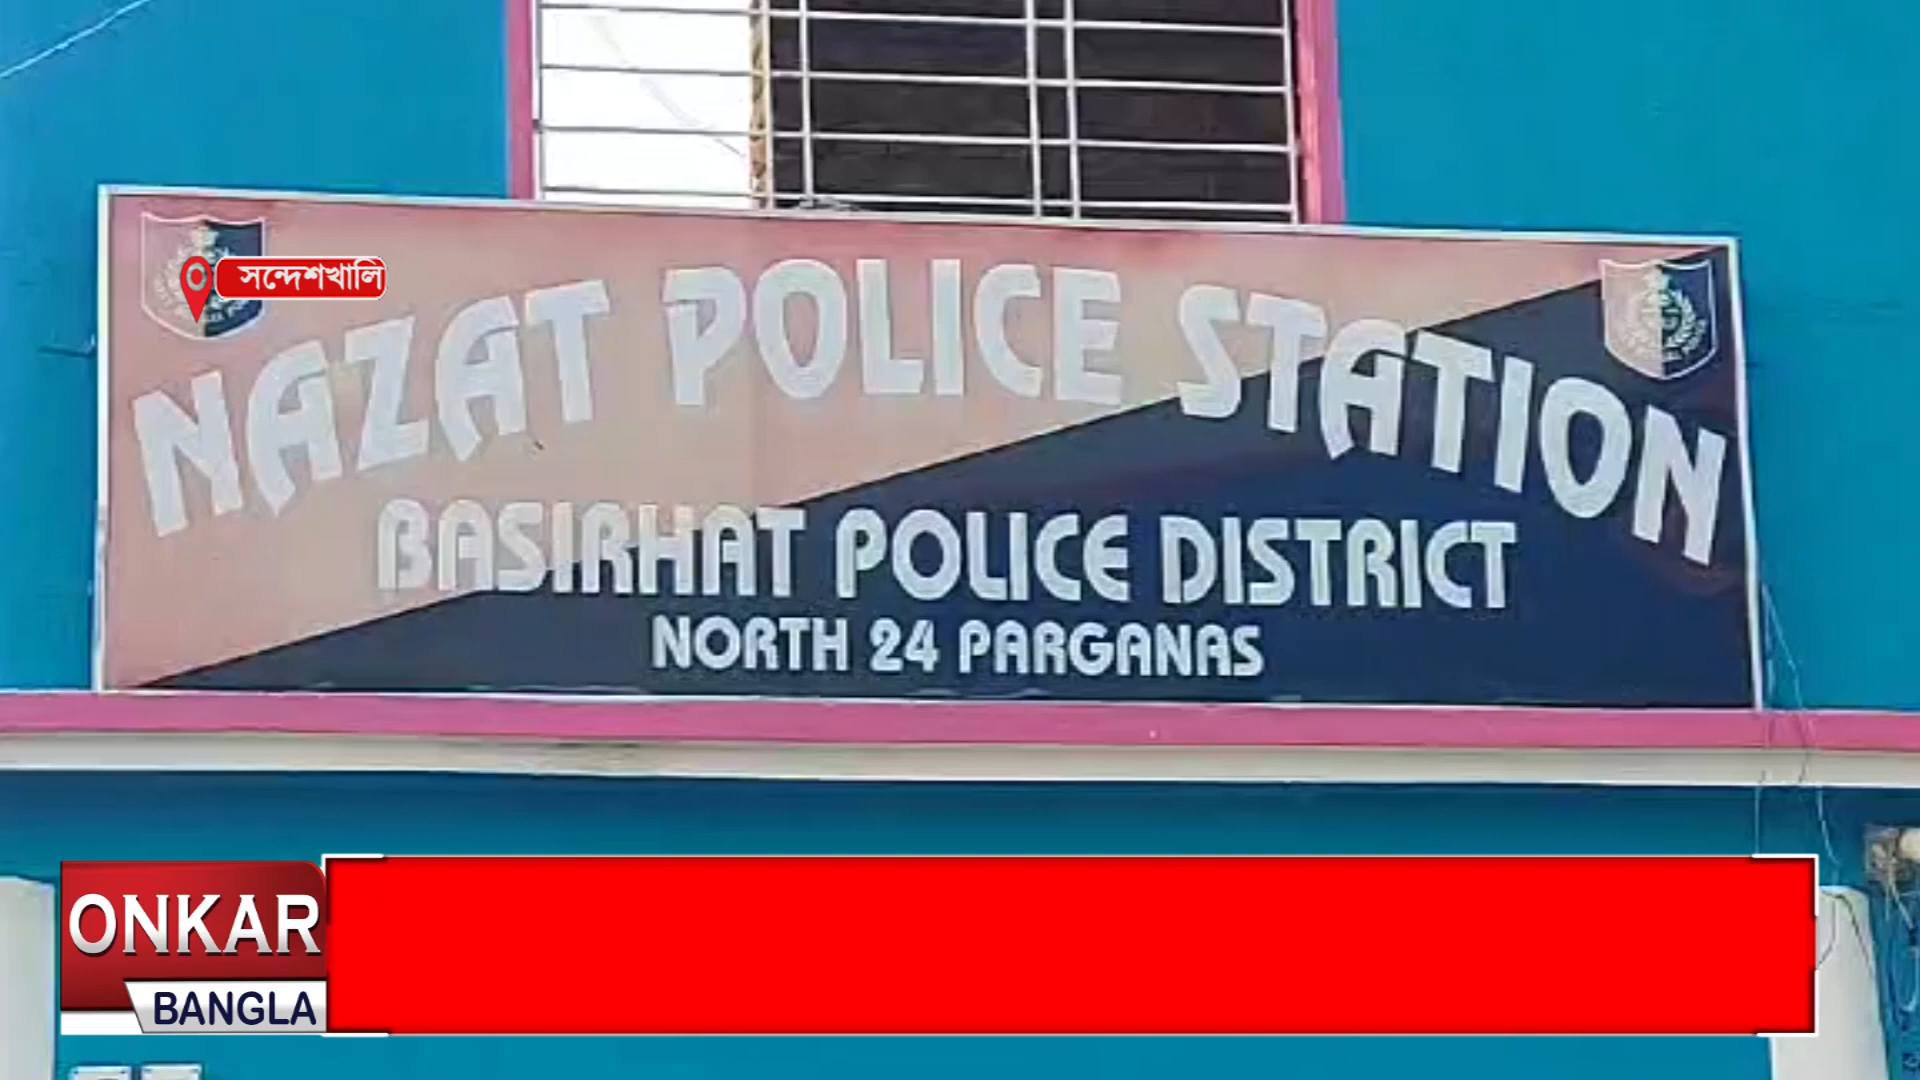 সন্দেশখালি
NAZAT POLICE STATION
BASIRHAT POLICE DISTRICT
NORTH 24 PARGANAS
ONKAR
BANGLA